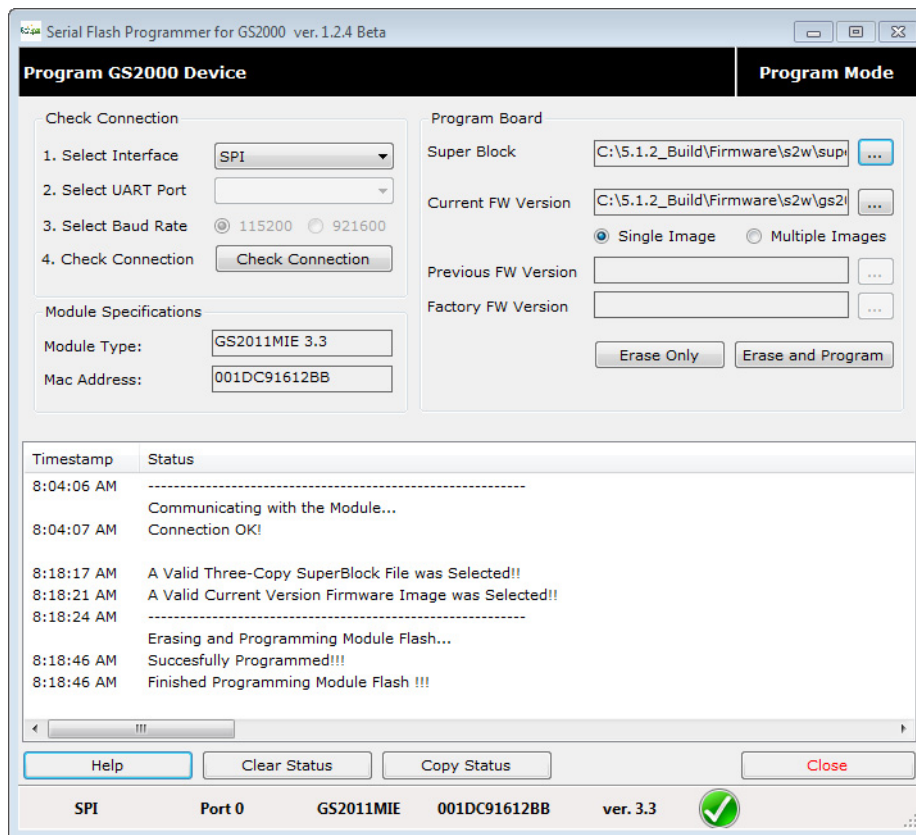 Serial Flash Programmer for GS2000 ver. 1.2.4 Beta
Program GS2000 Device
Program Mode
Check Connection
1. Select Interface
SPI
2. Select UART Port
3. Select Baud Rate
115200
921600
4. Check Connection
Check Connection
Module Specifications
Module Type:
GS2011MIE 3.3
Mac Address:
001DC91612BB
Program Board
Super Block
C:\5.1.2_Build\Firmware\s2w\supe
...
Current FW Version
C:\5.1.2_Build\Firmware\s2w\gs20
...
Single Image
Multiple Images
Previous FW Version
...
Factory FW Version
...
Erase Only
Erase and Program
Timestamp Status
8:04:06 AM -----------------------------------------------------------
Communicating with the Module...
8:04:07 AM Connection OK!
8:18:17 AM A Valid Three-Copy SuperBlock File was Selected!!
8:18:21 AM A Valid Current Version Firmware Image was Selected!!
8:18:24 AM -----------------------------------------------------------
Erasing and Programming Module Flash...
8:18:46 AM Succesfully Programmed!!!
8:18:46 AM Finished Programming Module Flash !!!
Help
Clear Status
Copy Status
Close
SPI Port 0 GS2011MIE 001DC91612BB ver. 3.3